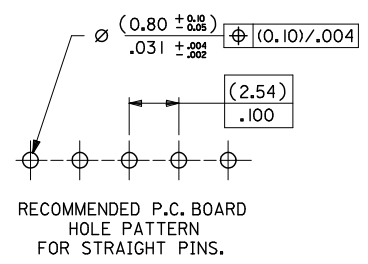 ⌀ (0.80 +0.10 -0.05) ⌖ (0.10)/.004
.031 +.004 -.002
(2.54)
.100
RECOMMENDED P.C. BOARD
HOLE PATTERN
FOR STRAIGHT PINS.